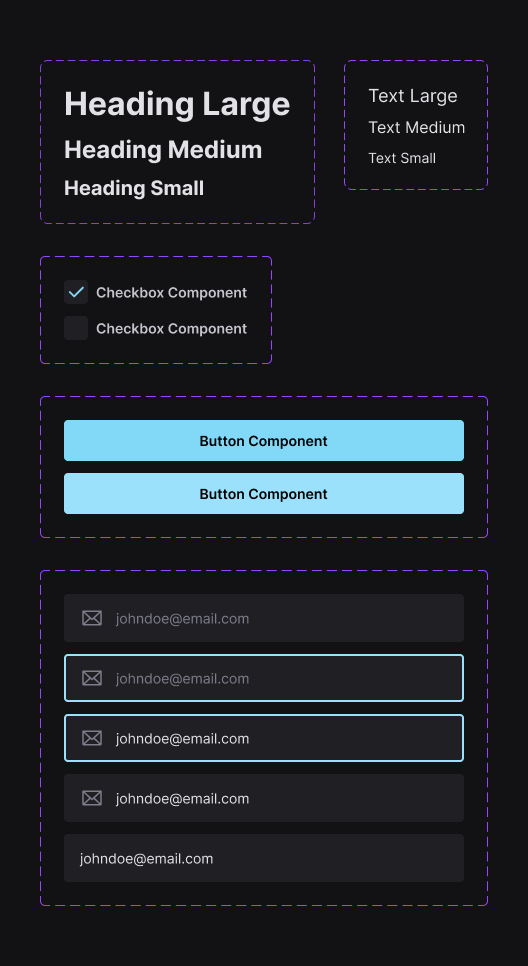 Heading Large
Heading Medium
Heading Small
Text Large
Text Medium
Text Small
Checkbox Component
Checkbox Component
Button Component
Button Component
johndoe@email.com
johndoe@email.com
johndoe@email.com
johndoe@email.com
johndoe@email.com